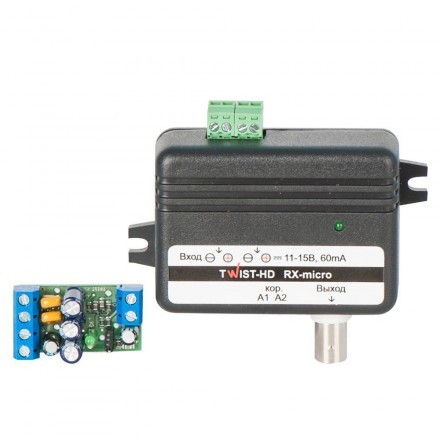 Вход 11-15В, 60mA
TWIST-HD RX-micro
кор. Выход
A1 A2